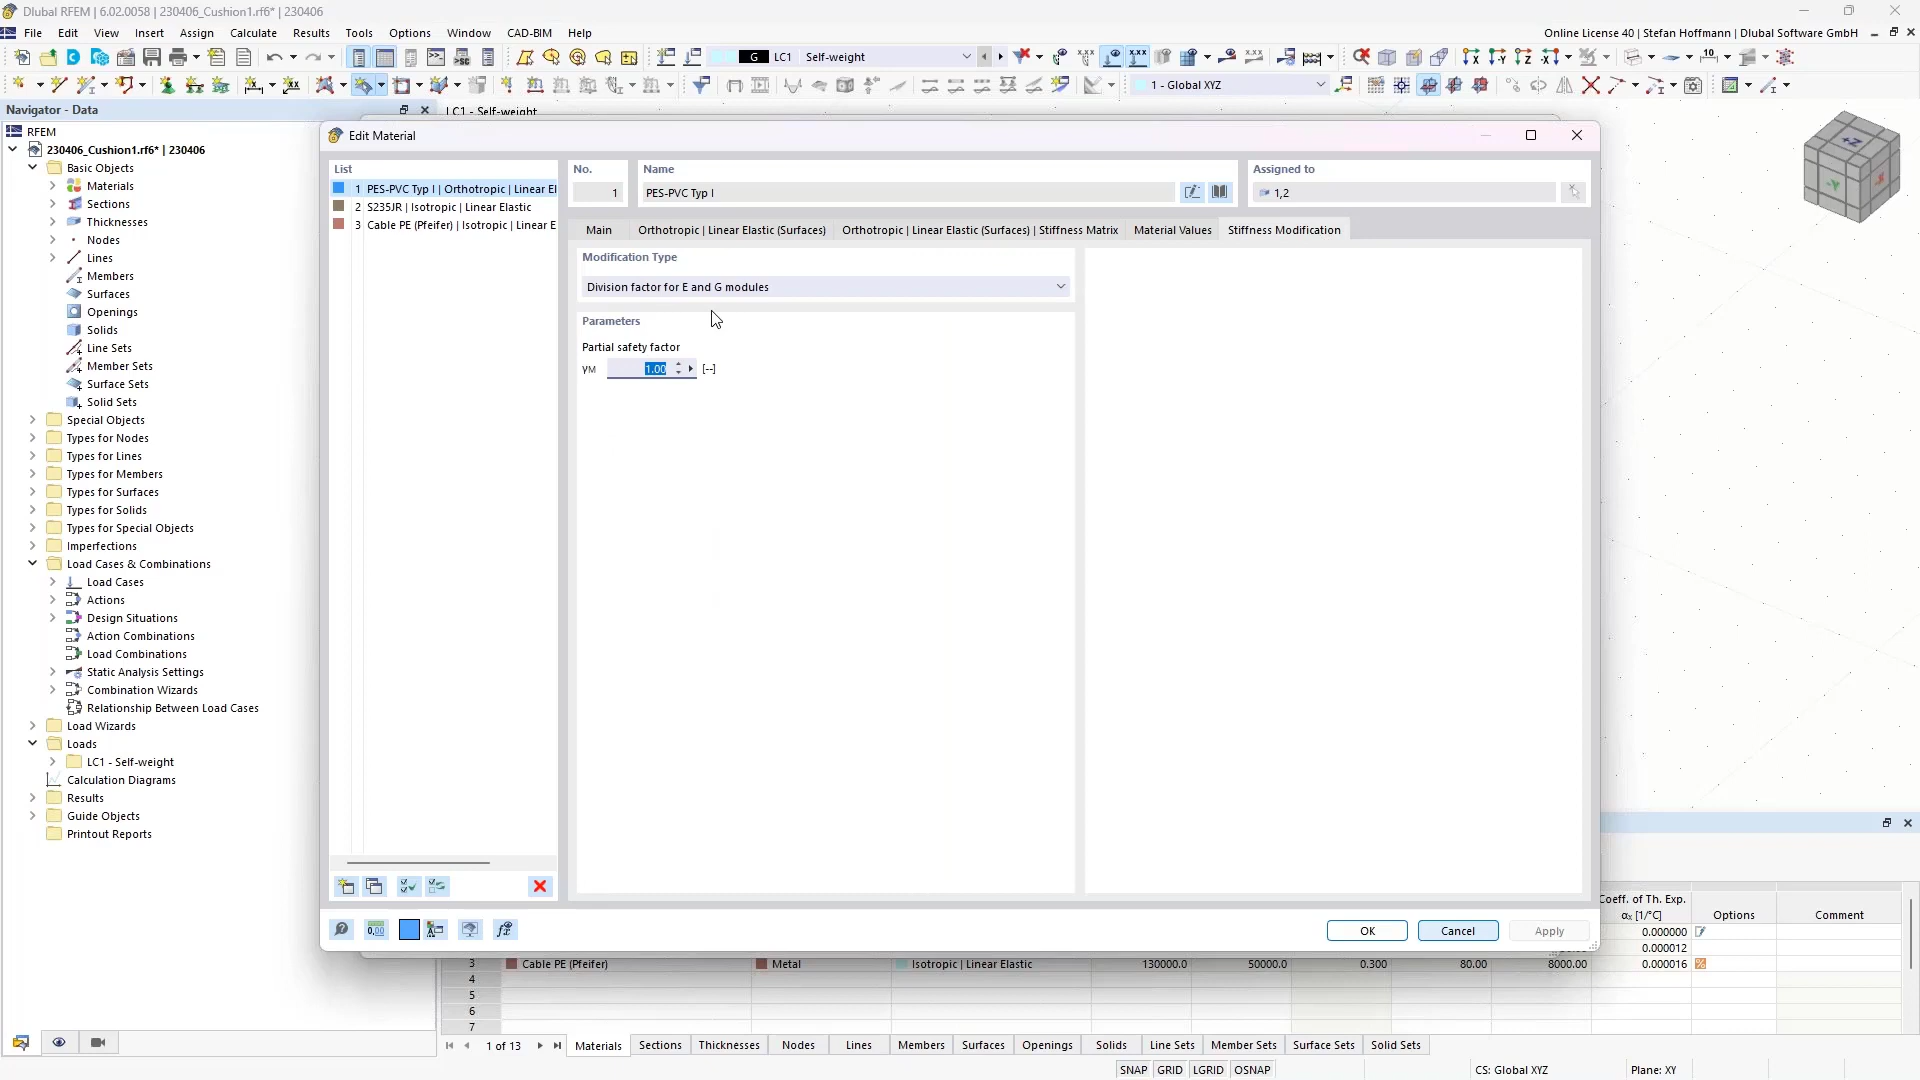 Dlubal RFEM | 6.02.0058 | 230406_Cushion1.rf6* | 230406
File Edit View Insert Assign Calculate Results Tools Options Window CAD-BIM Help
Online License 40 | Stefan Hoffmann | Dlubal Software GmbH
G LC1 Self-weight
1 - Global XYZ
Navigator - Data
LC1 - Self-weight
RFEM
230406_Cushion1.rf6* | 230406
Basic Objects
Materials
Sections
Thicknesses
Nodes
Lines
Members
Surfaces
Openings
Solids
Line Sets
Member Sets
Surface Sets
Solid Sets
Special Objects
Types for Nodes
Types for Lines
Types for Members
Types for Surfaces
Types for Solids
Types for Special Objects
Imperfections
Load Cases & Combinations
Load Cases
Actions
Design Situations
Action Combinations
Load Combinations
Static Analysis Settings
Combination Wizards
Relationship Between Load Cases
Load Wizards
Loads
LC1 - Self-weight
Calculation Diagrams
Results
Guide Objects
Printout Reports
Edit Material
List
1 PES-PVC Typ I | Orthotropic | Linear El
2 S235JR | Isotropic | Linear Elastic
3 Cable PE (Pfeifer) | Isotropic | Linear E
No.
1
Name
PES-PVC Typ I
Assigned to
1,2
Main
Orthotropic | Linear Elastic (Surfaces)
Orthotropic | Linear Elastic (Surfaces) | Stiffness Matrix
Material Values
Stiffness Modification
Modification Type
Division factor for E and G modules
Parameters
Partial safety factor
γM 1.00 [--]
OK
Cancel
Apply
+Z
-Y
-X
Coeff. of Th. Exp.
αx [1/°C] Options Comment
0.000000
0.000012
3 Cable PE (Pfeifer) Metal Isotropic | Linear Elastic 130000.0 50000.0 0.300 80.00 8000.00 0.000016
4
5
6
7
1 of 13
Materials Sections Thicknesses Nodes Lines Members Surfaces Openings Solids Line Sets Member Sets Surface Sets Solid Sets
SNAP GRID LGRID OSNAP
CS: Global XYZ
Plane: XY